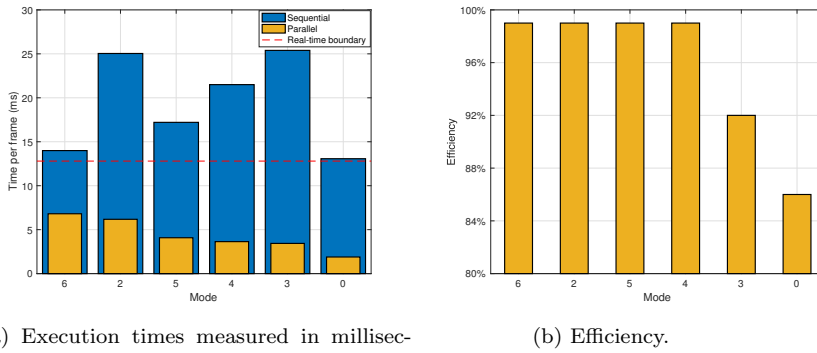 30
25
20
15
10
5
0
Time per frame (ms)
Sequential
Parallel
Real-time boundary
6 2 5 4 3 0
Mode
100%
96%
92%
88%
84%
80%
Efficiency
6 2 5 4 3 0
Mode
) Execution times measured in millisec-
(b) Efficiency.